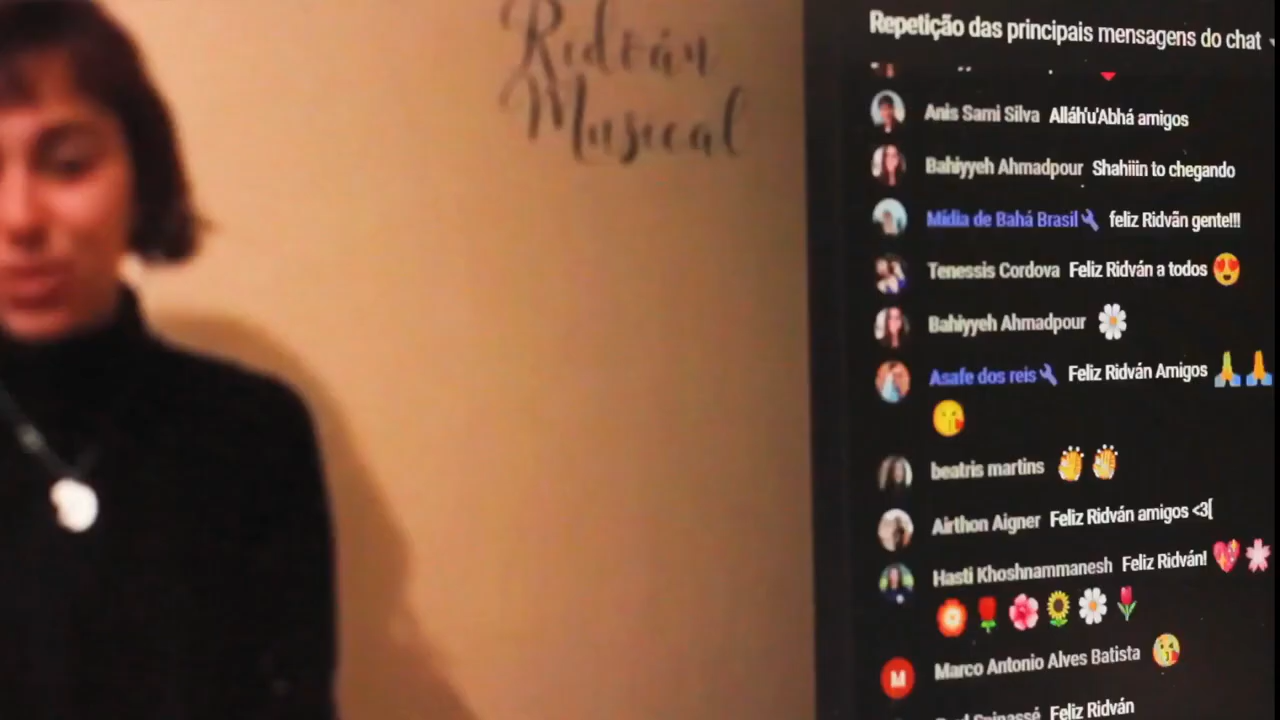 Ridván
Musical
Repetição das principais mensagens do chat
Anis Sami Silva Alláh'u'Abhá amigos
Bahiyyeh Ahmadpour Shahiiin to chegando
Mídia de Bahá Brasil feliz Ridvãn gente!!!
Tenessis Cordova Feliz Ridván a todos 😍
Bahiyyeh Ahmadpour 🌼
Asafe dos reis Feliz Ridván Amigos 🙏 🙏
😘
beatris martins 👏 👏
Airthon Aigner Feliz Ridván amigos <3[
Hasti Khoshnammanesh Feliz Ridván! 💖 🌸
🏵️ 🌹 🌺 🌻 🌼 🌷
M Marco Antonio Alves Batista 😘
Feliz Ridván